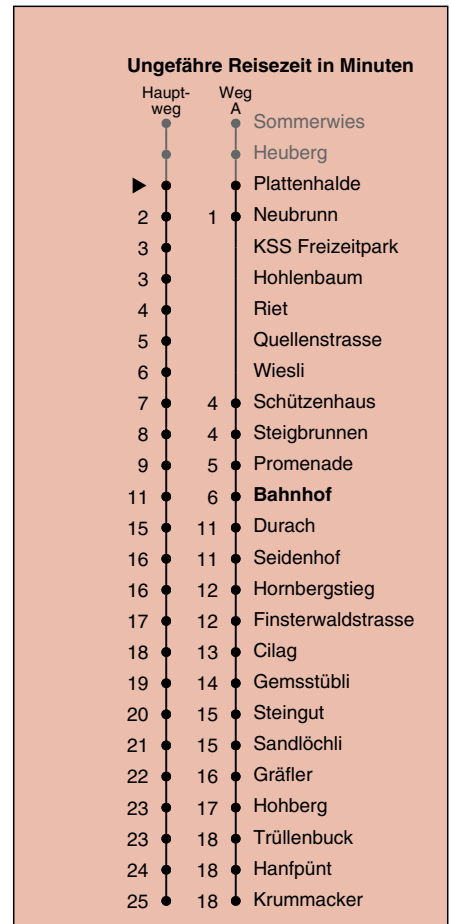 Ungefähre Reisezeit in Minuten
Haupt- Weg
weg A
Sommerwies
Heuberg
Plattenhalde
2 1 Neubrunn
3 KSS Freizeitpark
3 Hohlenbaum
4 Riet
5 Quellenstrasse
6 Wiesli
7 4 Schützenhaus
8 4 Steigbrunnen
9 5 Promenade
11 6 Bahnhof
15 11 Durach
16 11 Seidenhof
16 12 Hornbergstieg
17 12 Finsterwaldstrasse
18 13 Cilag
19 14 Gemsstübli
20 15 Steingut
21 15 Sandlöchli
22 16 Gräfler
23 17 Hohberg
23 18 Trüllenbuck
24 18 Hanfpünt
25 18 Krummacker